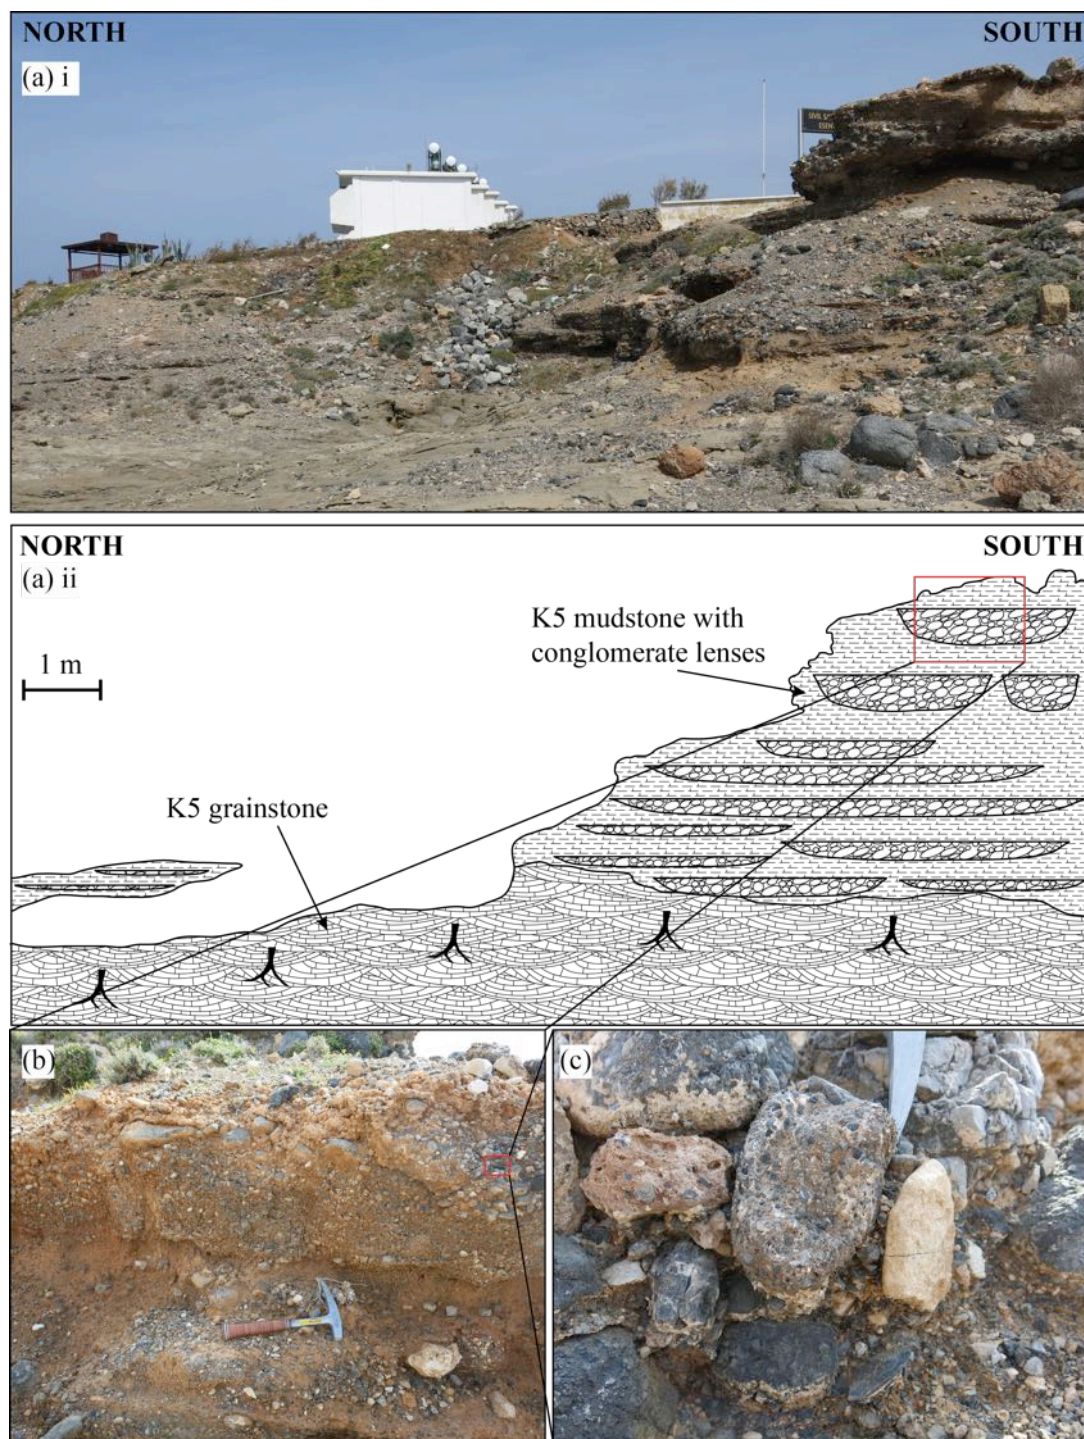 NORTH
SOUTH
(a) i
NORTH
SOUTH
(a) ii
K5 mudstone with
conglomerate lenses
1 m
K5 grainstone
(b)
(c)